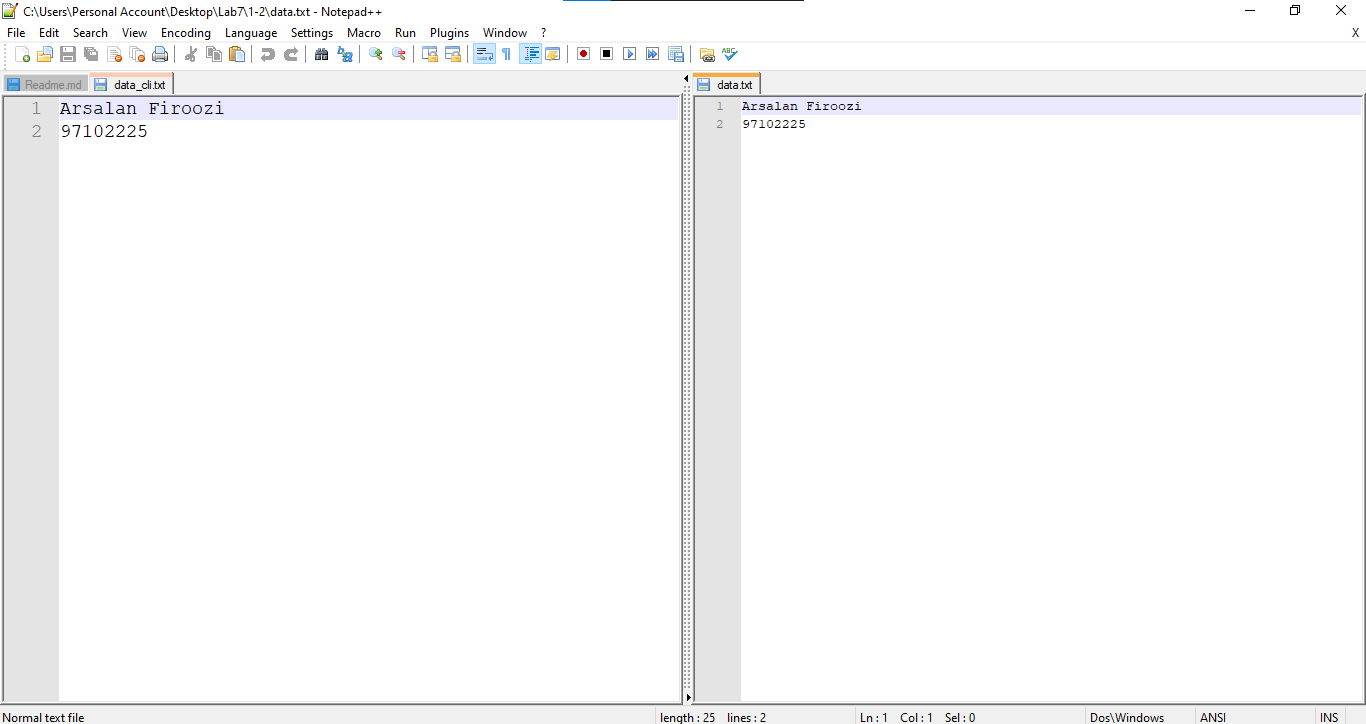 C:\Users\Personal Account\Desktop\Lab7\1-2\data.txt - Notepad++
File Edit Search View Encoding Language Settings Macro Run Plugins Window ? X
Readme.md data_cli.txt
1 Arsalan Firoozi
2 97102225
data.txt
1 Arsalan Firoozi
2 97102225
Normal text file length : 25 lines : 2 Ln : 1 Col : 1 Sel : 0 Dos\Windows ANSI INS